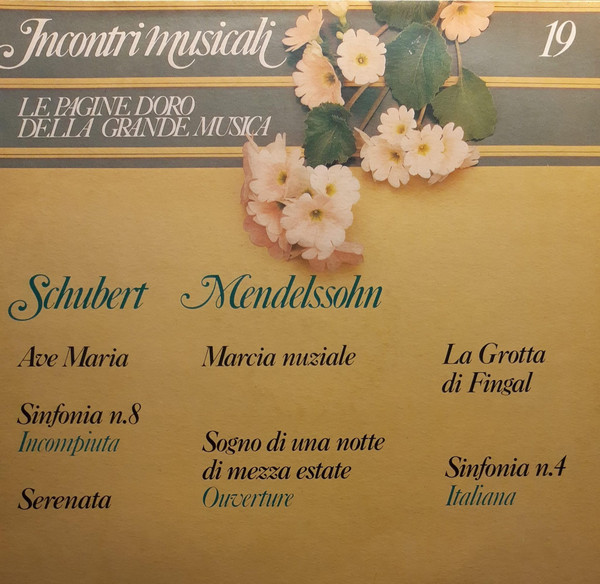 Incontri musicali
19
LE PAGINE D'ORO
DELLA GRANDE MUSICA
Schubert
Ave Maria
Sinfonia n.8
Incompiuta
Serenata
Mendelssohn
Marcia nuziale
Sogno di una notte
di mezza estate
Ouverture
La Grotta
di Fingal
Sinfonia n.4
Italiana